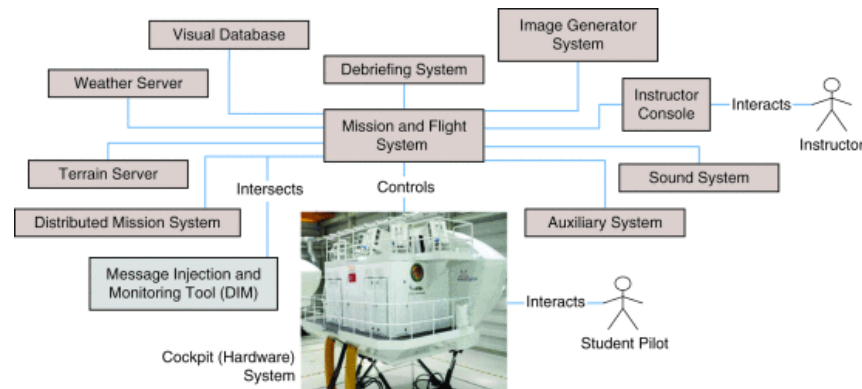 Visual Database
Image Generator
System
Debriefing System
Weather Server
Instructor
Console
Interacts
Mission and Flight
System
Instructor
Terrain Server
Sound System
Intersects
Controls
Distributed Mission System
Auxiliary System
Message Injection and
Monitoring Tool (DIM)
Interacts
Student Pilot
Cockpit (Hardware)
System